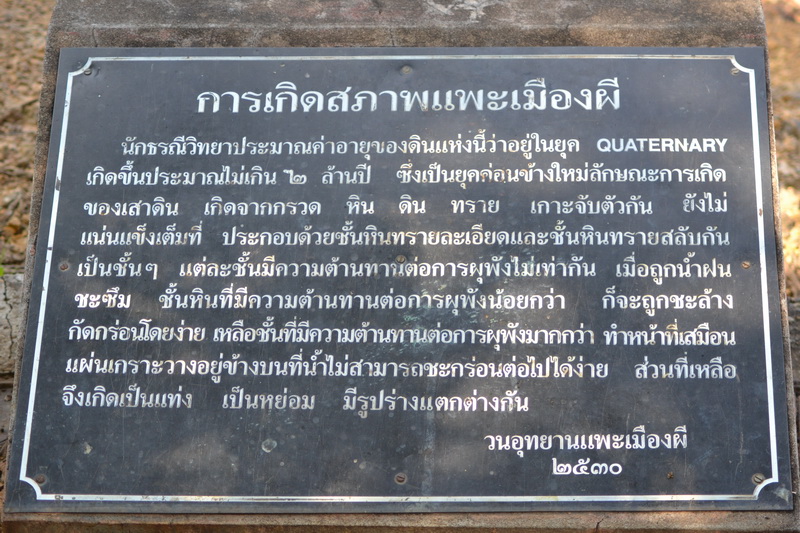 การเกิดสภาพแพะเมืองผี
นักธรณีวิทยาประมาณค่าอายุของดินแห่งนี้ว่าอยู่ในยุค QUATERNARY
เกิดขึ้นประมาณไม่เกิน ๒ ล้านปี ซึ่งเป็นยุคค่อนข้างใหม่ลักษณะการเกิด
ของเสาดิน เกิดจากกรวด หิน ดิน ทราย เกาะจับตัวกัน ยังไม่
แน่นแข็งเต็มที่ ประกอบด้วยชั้นหินทรายละเอียดและชั้นหินทรายสลับกัน
เป็นชั้นๆ แต่ละชั้นมีความต้านทานต่อการผุพังไม่เท่ากัน เมื่อถูกน้ำฝน
ชะซึม ชั้นหินที่มีความต้านทานต่อการผุพังน้อยกว่า ก็จะถูกชะล้าง
กัดกร่อนโดยง่าย เหลือชั้นที่มีความต้านทานต่อการผุพังมากกว่า ทำหน้าที่เสมือน
แผ่นเกราะวางอยู่ข้างบนที่น้ำไม่สามารถชะกร่อนต่อไปได้ง่าย ส่วนที่เหลือ
จึงเกิดเป็นแท่ง เป็นหย่อม มีรูปร่างแตกต่างกัน
วนอุทยานแพะเมืองผี
๒๕๓๐